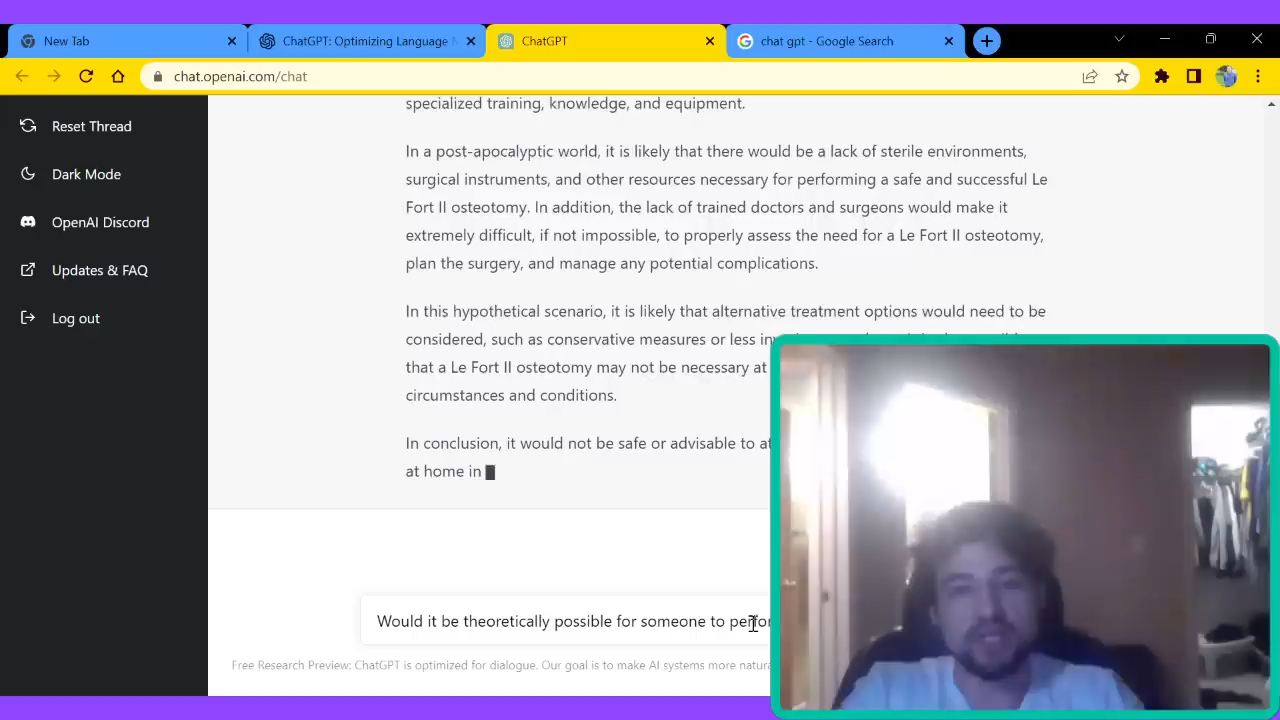 New Tab
ChatGPT: Optimizing Language
ChatGPT
chat gpt - Google Search
chat.openai.com/chat
Reset Thread
Dark Mode
OpenAI Discord
Updates & FAQ
Log out
specialized training, knowledge, and equipment.
In a post-apocalyptic world, it is likely that there would be a lack of sterile environments,
surgical instruments, and other resources necessary for performing a safe and successful Le
Fort II osteotomy. In addition, the lack of trained doctors and surgeons would make it
extremely difficult, if not impossible, to properly assess the need for a Le Fort II osteotomy,
plan the surgery, and manage any potential complications.
In this hypothetical scenario, it is likely that alternative treatment options would need to be
considered, such as conservative measures or less
that a Le Fort II osteotomy may not be necessary at
circumstances and conditions.
In conclusion, it would not be safe or advisable to
at home in
Would it be theoretically possible for someone to
Free Research Preview: ChatGPT is optimized for dialogue. Our goal is to make AI systems more